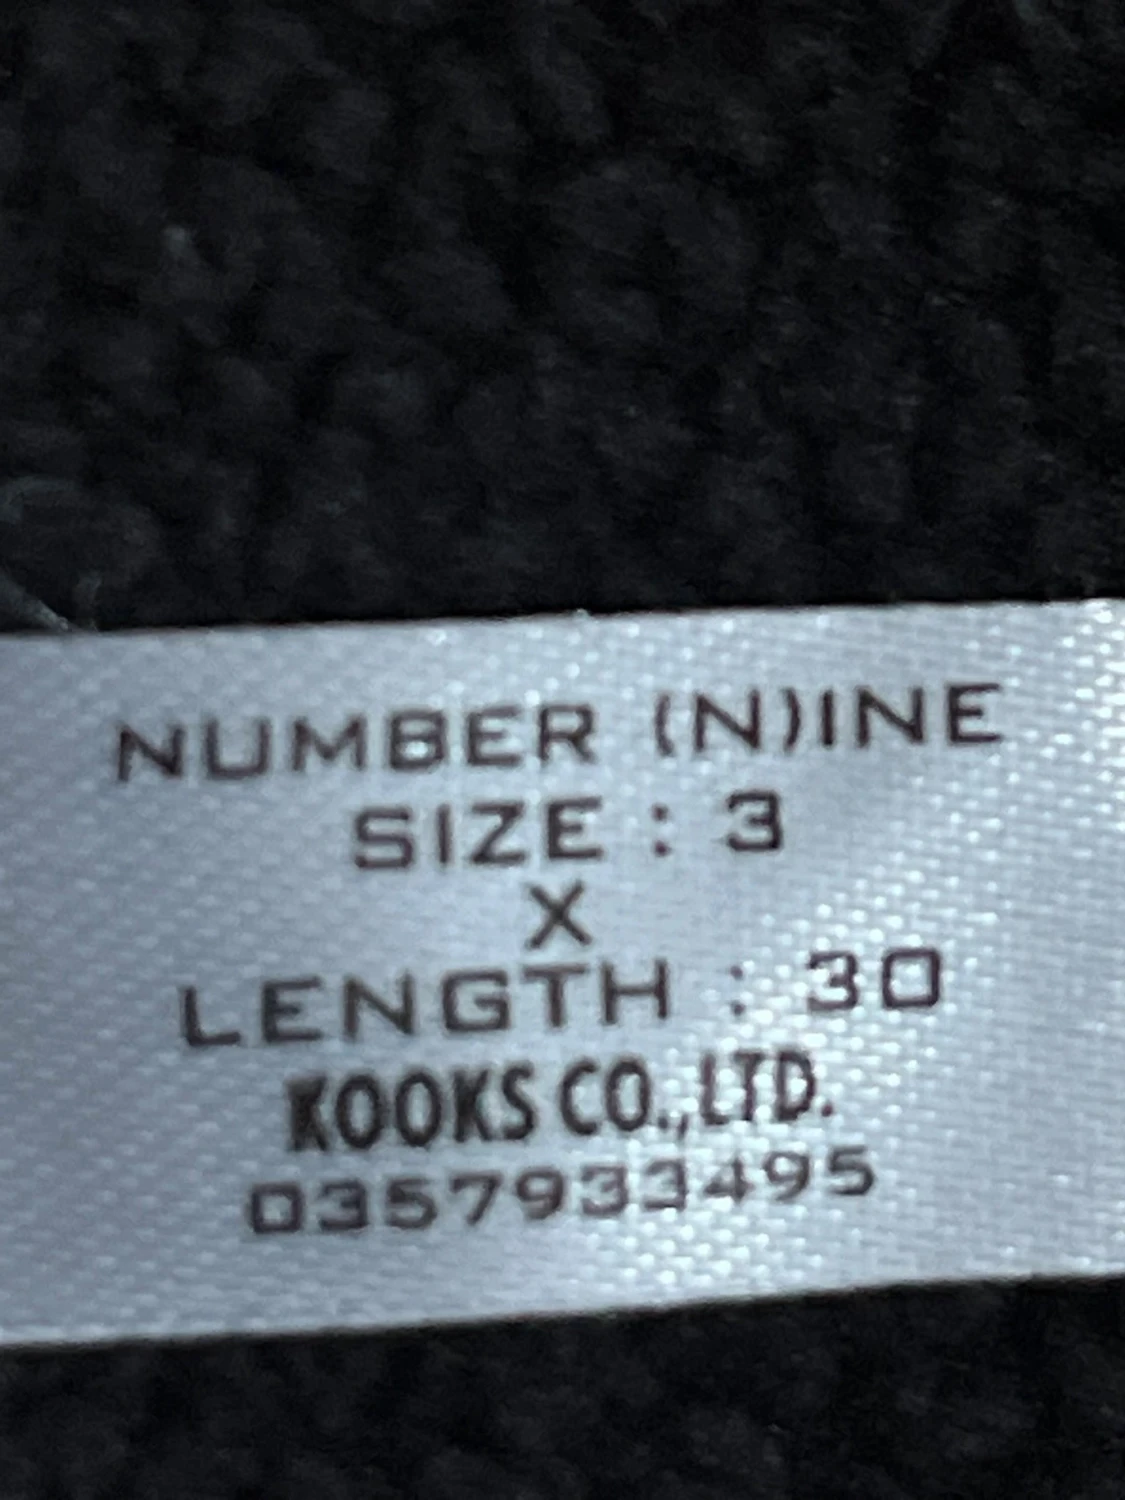 NUMBER (N)INE
SIZE : 3
X
LENGTH : 30
KOOKS CO.,LTD.
0357933495